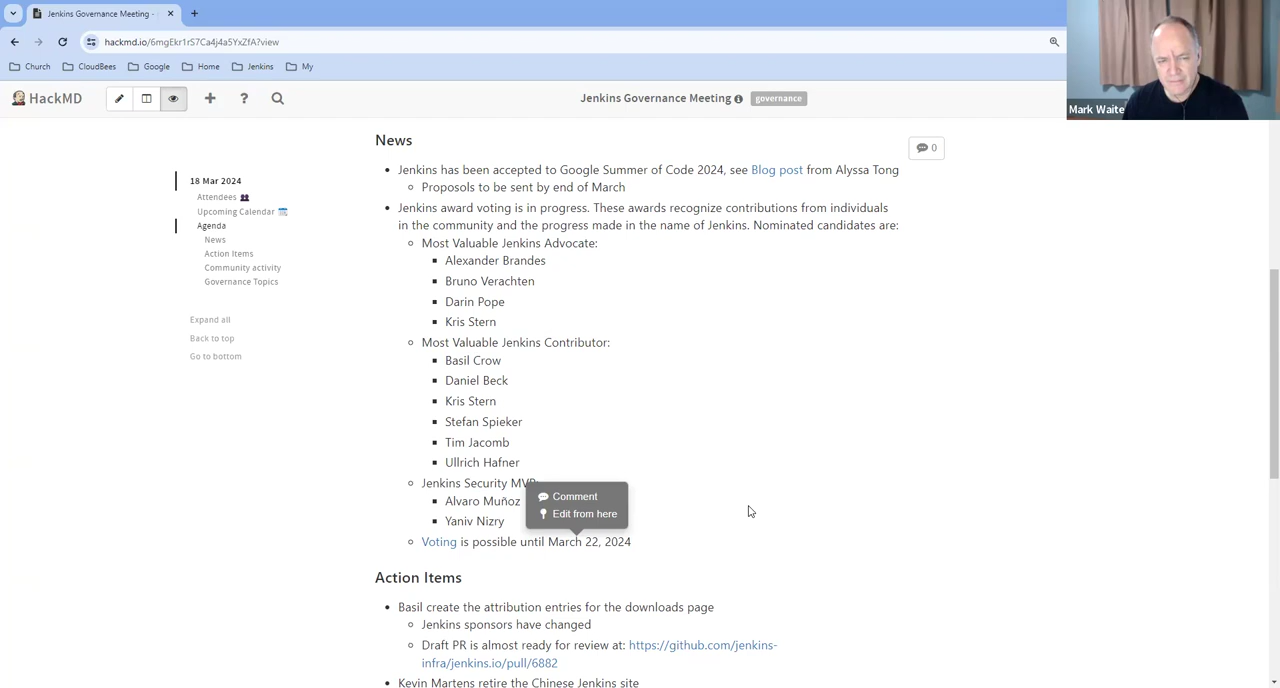 Jenkins Governance Meeting -
hackmd.io/6mgEkr1rS7Ca4j4a5YxZfA?view
Church
CloudBees
Google
Home
Jenkins
My
HackMD
Jenkins Governance Meeting
governance
Mark Waite
0
18 Mar 2024
Attendees
Upcoming Calendar
Agenda
News
Action Items
Community activity
Governance Topics
Expand all
Back to top
Go to bottom
News
Jenkins has been accepted to Google Summer of Code 2024, see Blog post from Alyssa Tong
Proposals to be sent by end of March
Jenkins award voting is in progress. These awards recognize contributions from individuals
in the community and the progress made in the name of Jenkins. Nominated candidates are:
Most Valuable Jenkins Advocate:
Alexander Brandes
Bruno Verachten
Darin Pope
Kris Stern
Most Valuable Jenkins Contributor:
Basil Crow
Daniel Beck
Kris Stern
Stefan Spieker
Tim Jacomb
Ullrich Hafner
Jenkins Security MVP:
Alvaro Muñoz
Yaniv Nizry
Comment
Edit from here
Voting is possible until March 22, 2024
Action Items
Basil create the attribution entries for the downloads page
Jenkins sponsors have changed
Draft PR is almost ready for review at: https://github.com/jenkins-
infra/jenkins.io/pull/6882
Kevin Martens retire the Chinese Jenkins site